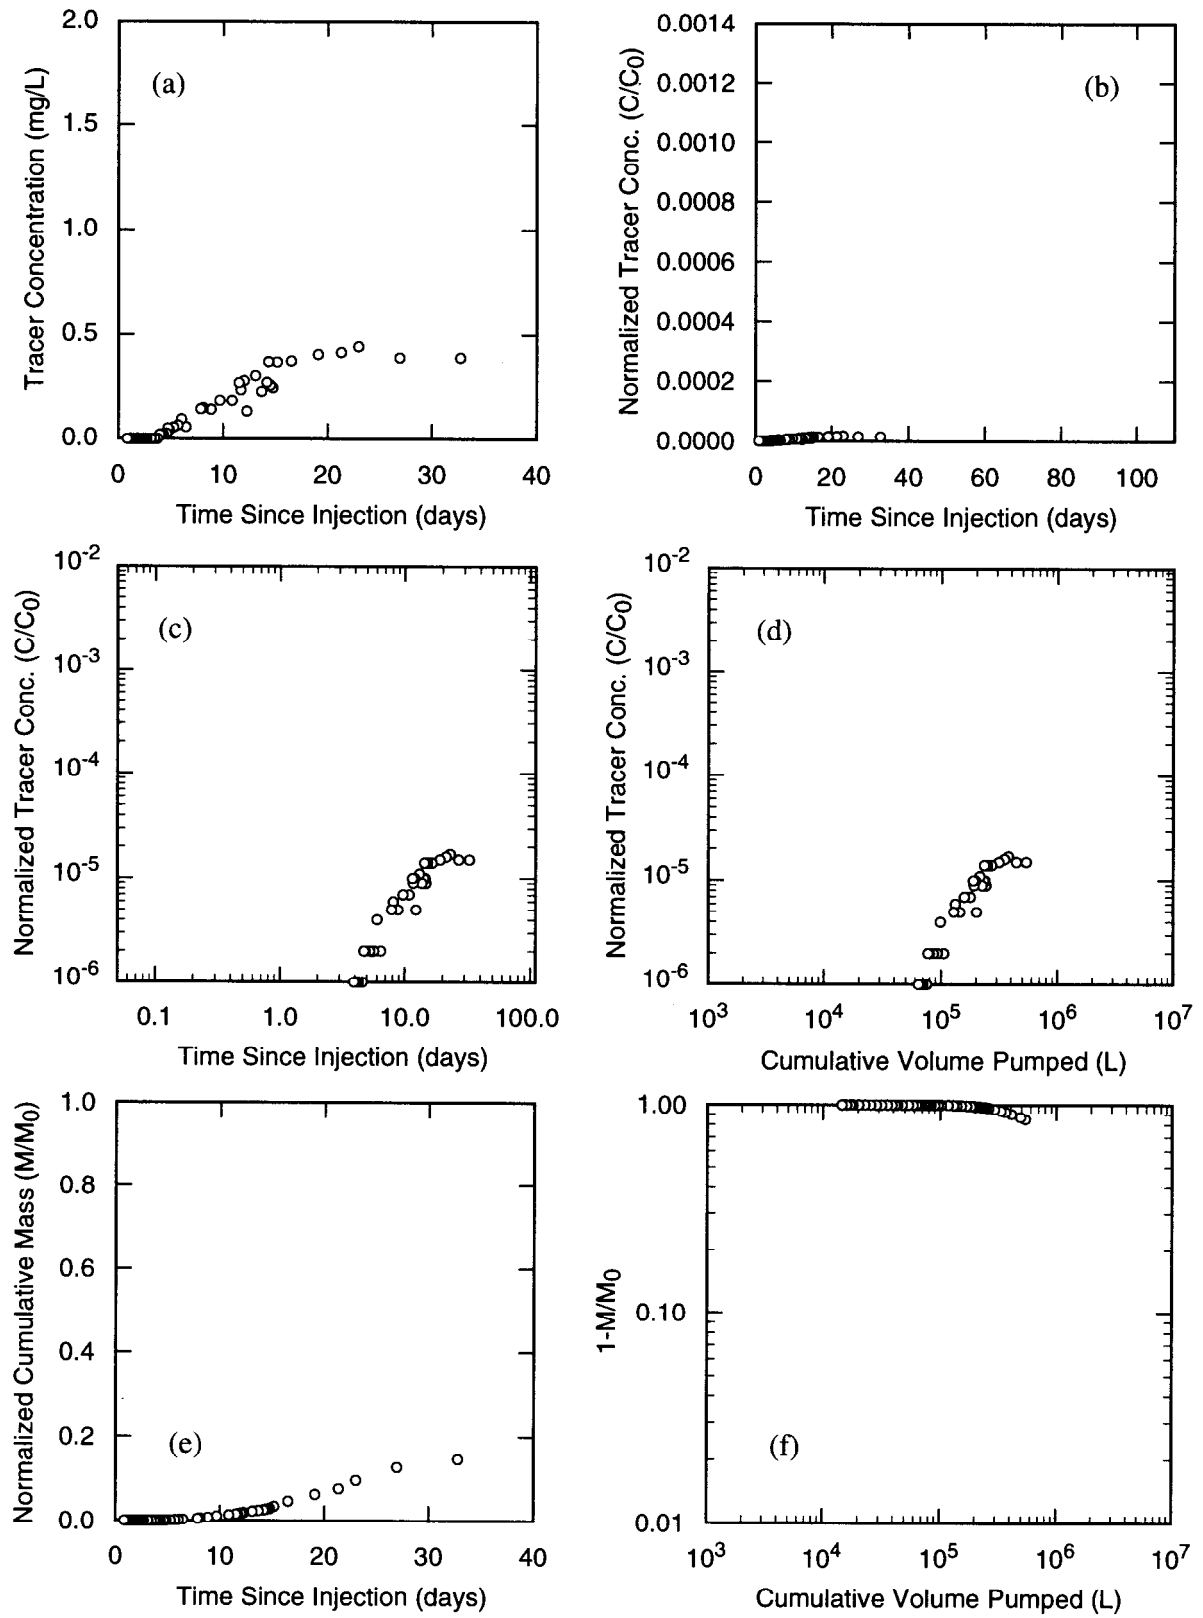 2.0
1.5
1.0
0.5
0.0
Tracer Concentration (mg/L)
(a)
0 10 20 30 40
Time Since Injection (days)
0.0014
0.0012
0.0010
0.0008
0.0006
0.0004
0.0002
0.0000
Normalized Tracer Conc. (C/C0)
(b)
0 20 40 60 80 100
Time Since Injection (days)
10-2
10-3
10-4
10-5
10-6
Normalized Tracer Conc. (C/C0)
(c)
0.1 1.0 10.0 100.0
Time Since Injection (days)
10-2
10-3
10-4
10-5
10-6
Normalized Tracer Conc. (C/C0)
(d)
103 104 105 106 107
Cumulative Volume Pumped (L)
1.0
0.8
0.6
0.4
0.2
0.0
Normalized Cumulative Mass (M/M0)
(e)
0 10 20 30 40
Time Since Injection (days)
1.00
0.10
0.01
1-M/M0
(f)
103 104 105 106 107
Cumulative Volume Pumped (L)